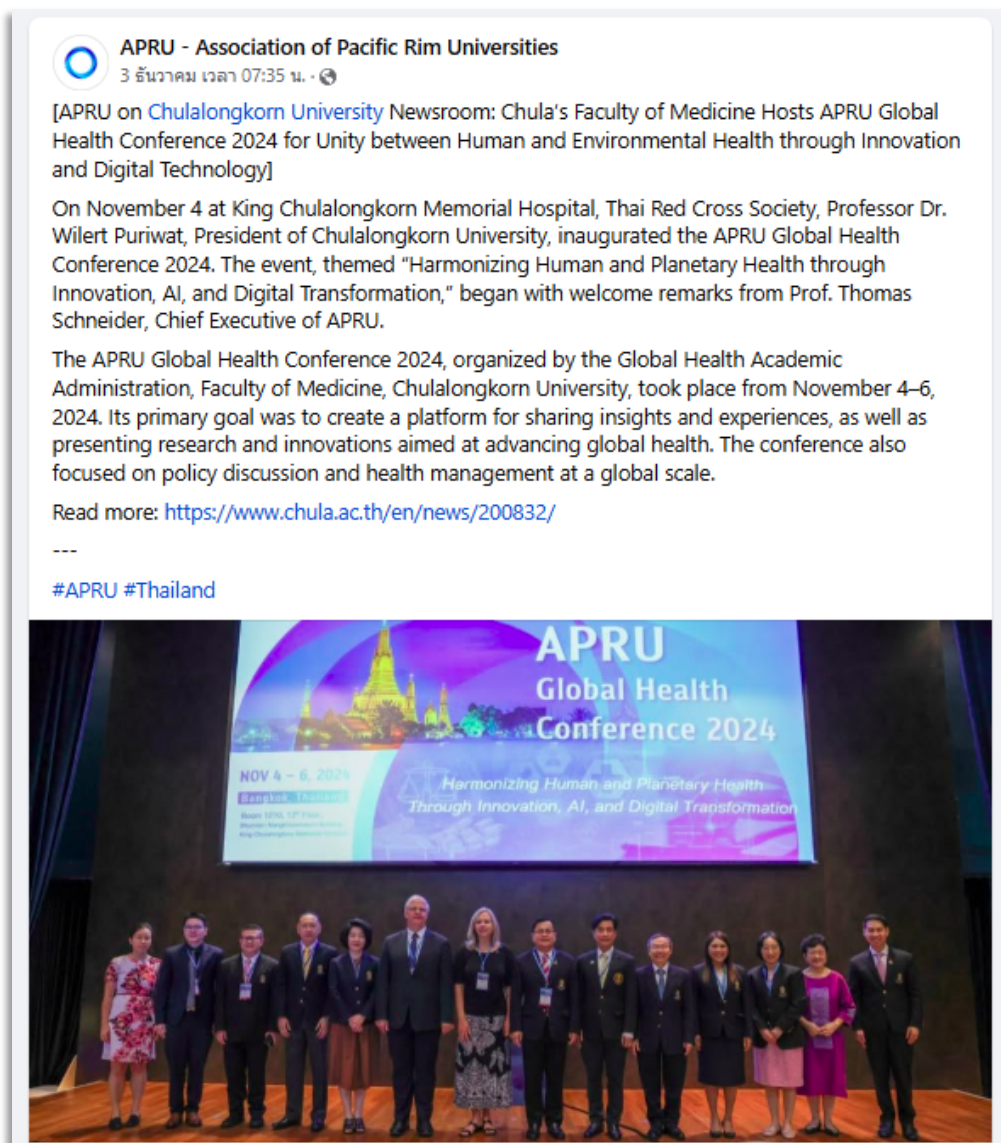 APRU - Association of Pacific Rim Universities
3 ธันวาคม เวลา 07:35 น. ·
[APRU on Chulalongkorn University Newsroom: Chula's Faculty of Medicine Hosts APRU Global
Health Conference 2024 for Unity between Human and Environmental Health through Innovation
and Digital Technology]
On November 4 at King Chulalongkorn Memorial Hospital, Thai Red Cross Society, Professor Dr.
Wilert Puriwat, President of Chulalongkorn University, inaugurated the APRU Global Health
Conference 2024. The event, themed “Harmonizing Human and Planetary Health through
Innovation, AI, and Digital Transformation,” began with welcome remarks from Prof. Thomas
Schneider, Chief Executive of APRU.
The APRU Global Health Conference 2024, organized by the Global Health Academic
Administration, Faculty of Medicine, Chulalongkorn University, took place from November 4–6,
2024. Its primary goal was to create a platform for sharing insights and experiences, as well as
presenting research and innovations aimed at advancing global health. The conference also
focused on policy discussion and health management at a global scale.
Read more: https://www.chula.ac.th/en/news/200832/
---
#APRU #Thailand
APRU
Global Health
Conference 2024
NOV 4 – 6, 2024
Bangkok, Thailand
Harmonizing Human and Planetary Health
Through Innovation, AI, and Digital Transformation